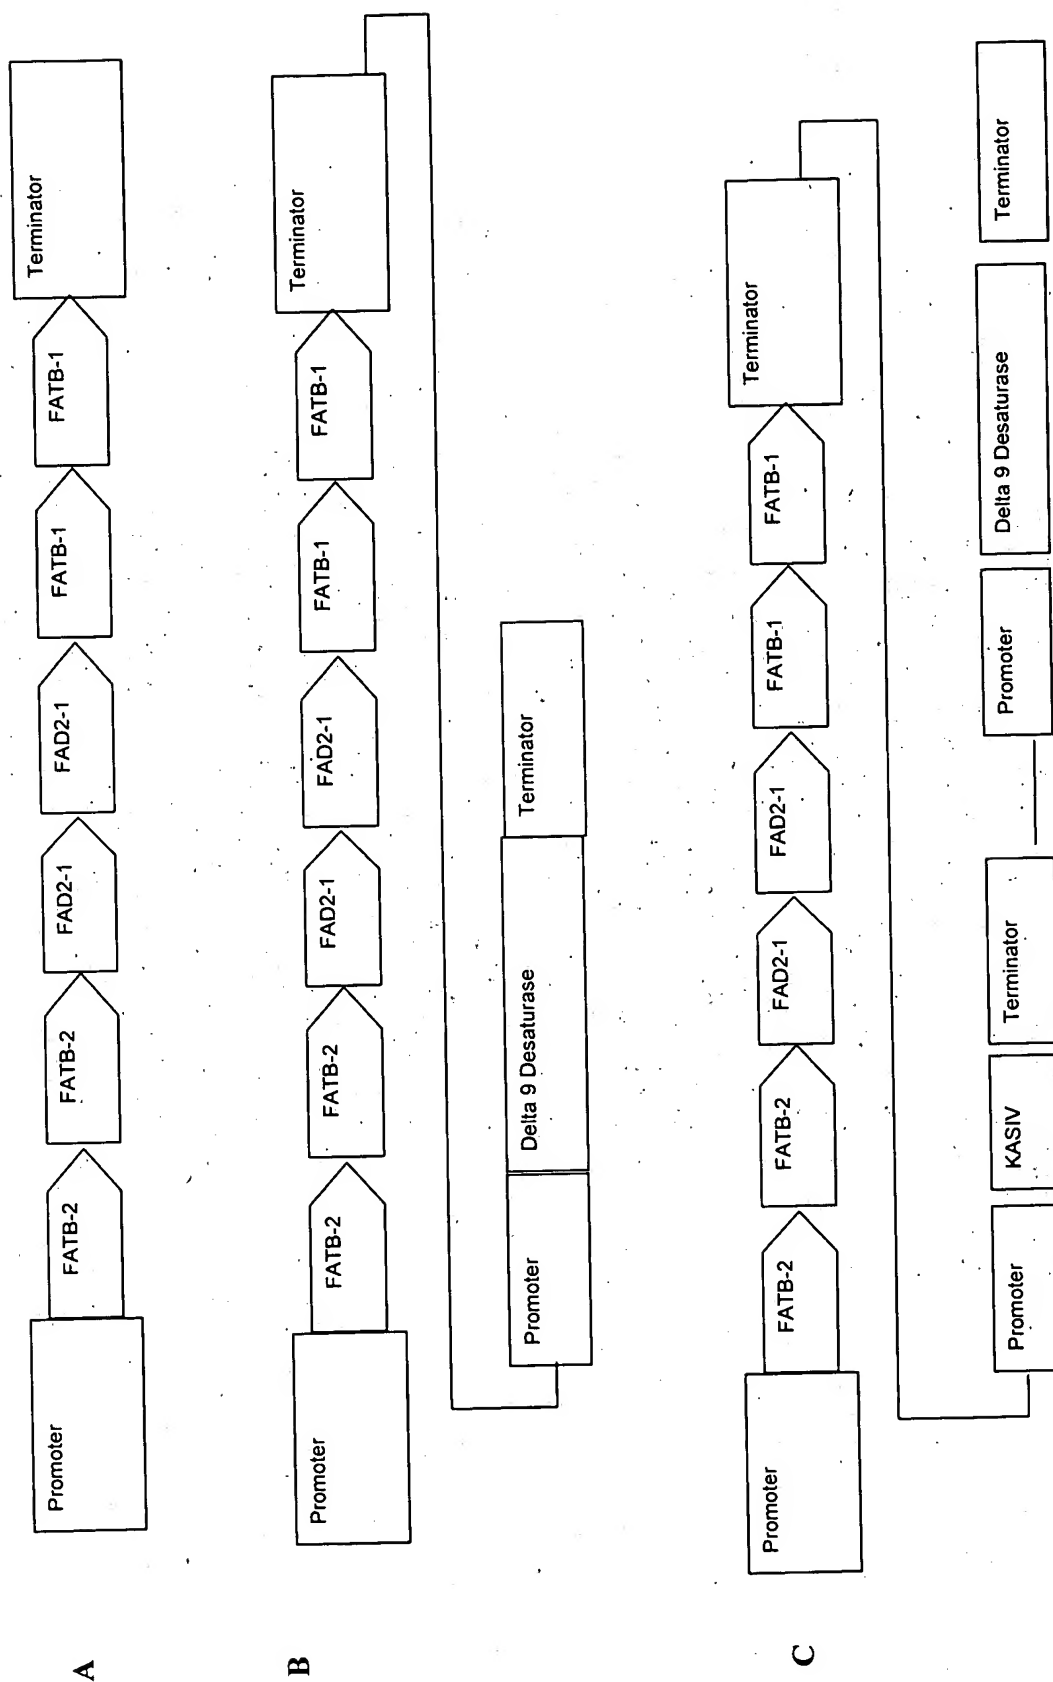 A
Promoter
FATB-2
FATB-2
FAD2-1
FAD2-1
FATB-1
FATB-1
Terminator
B
Promoter
FATB-2
FATB-2
FAD2-1
FAD2-1
FATB-1
FATB-1
Terminator
Promoter
Delta 9 Desaturase
Terminator
C
Promoter
FATB-2
FATB-2
FAD2-1
FAD2-1
FATB-1
FATB-1
Terminator
Promoter
KASIV
Terminator
Promoter
Delta 9 Desaturase
Terminator